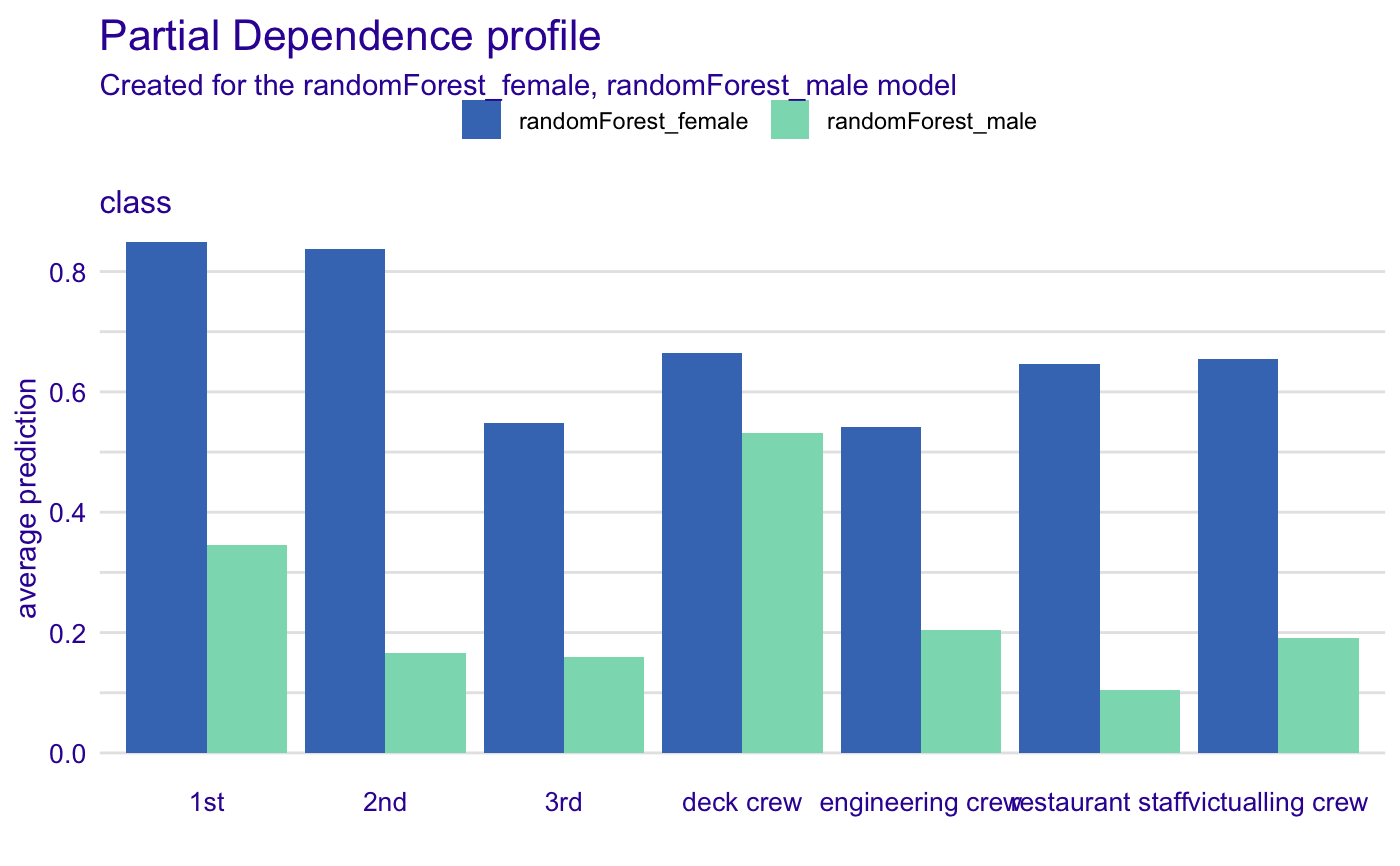 Partial Dependence profile
Created for the randomForest_female, randomForest_male model
randomForest_female randomForest_male
class
average prediction
0.8
0.6
0.4
0.2
0.0
1st 2nd 3rd deck crew engineering crew restaurant staff victualling crew